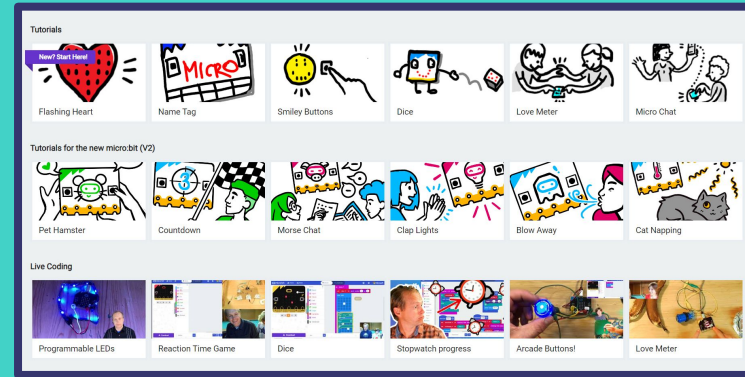 Tutorials
New? Start Here!
MICRO
Flashing Heart
Name Tag
Smiley Buttons
Dice
Love Meter
Micro Chat
Tutorials for the new micro:bit (V2)
3
Pet Hamster
Countdown
Morse Chat
Clap Lights
Blow Away
Cat Napping
Live Coding
Programmable LEDs
Reaction Time Game
Dice
Stopwatch progress
Arcade Buttons!
Love Meter